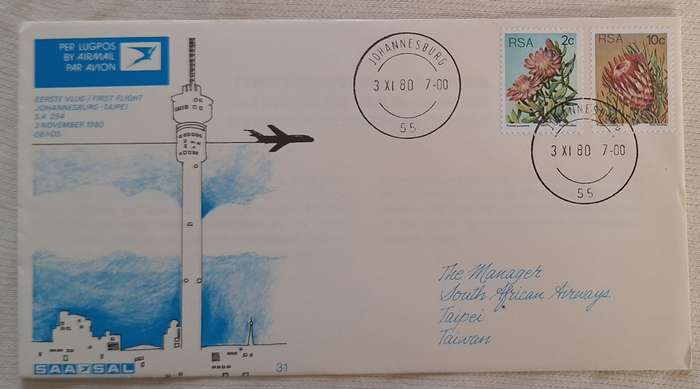 PER LUGPOS
BY AIRMAIL
PAR AVION
EERSTE VLUG / FIRST FLIGHT
JOHANNESBURG - TAIPEI
S.A. 294
3 NOVEMBER 1980
RSA 2c
RSA 10c
JOHANNESBURG
3 XI 80 7-00
55
JOHANNESBURG
3 XI 80 7-00
55
The Manager
South African Airways
Taipei
Taiwan
SAA SAL
31